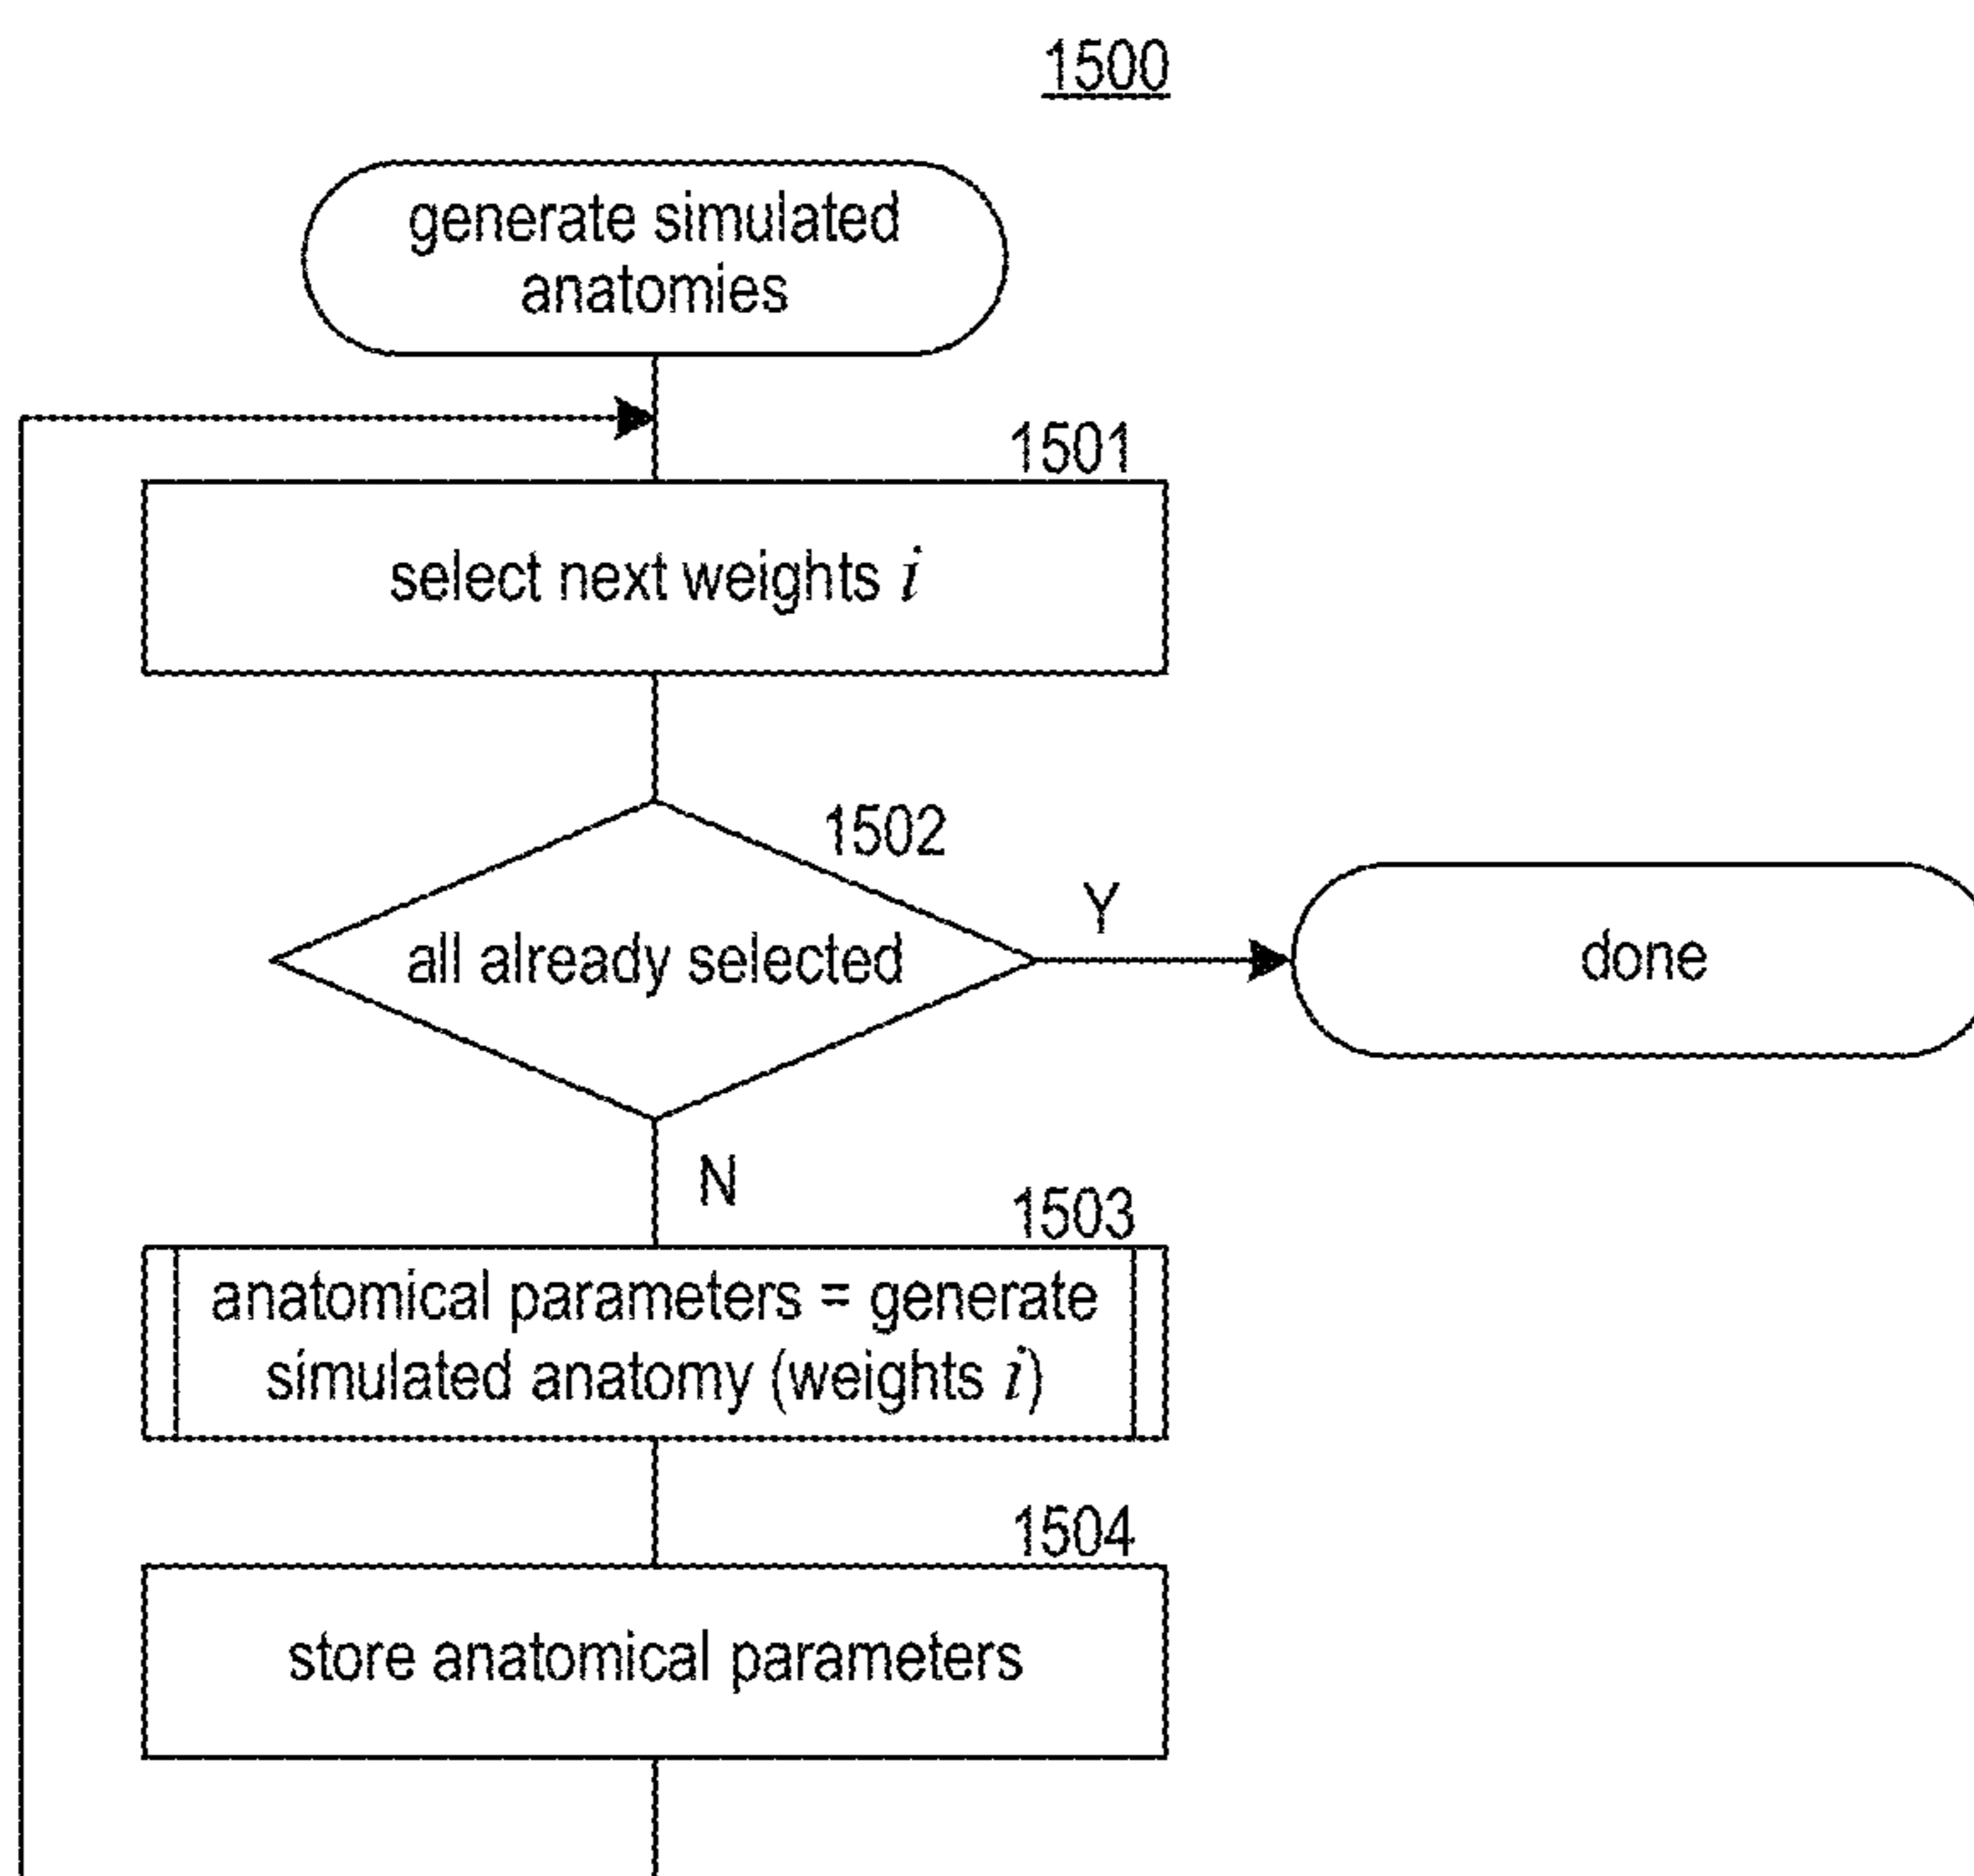 1500
generate simulated
anatomies
1501
select next weights i
1502
all already selected
Y
done
N
1503
anatomical parameters = generate
simulated anatomy (weights i)
1504
store anatomical parameters